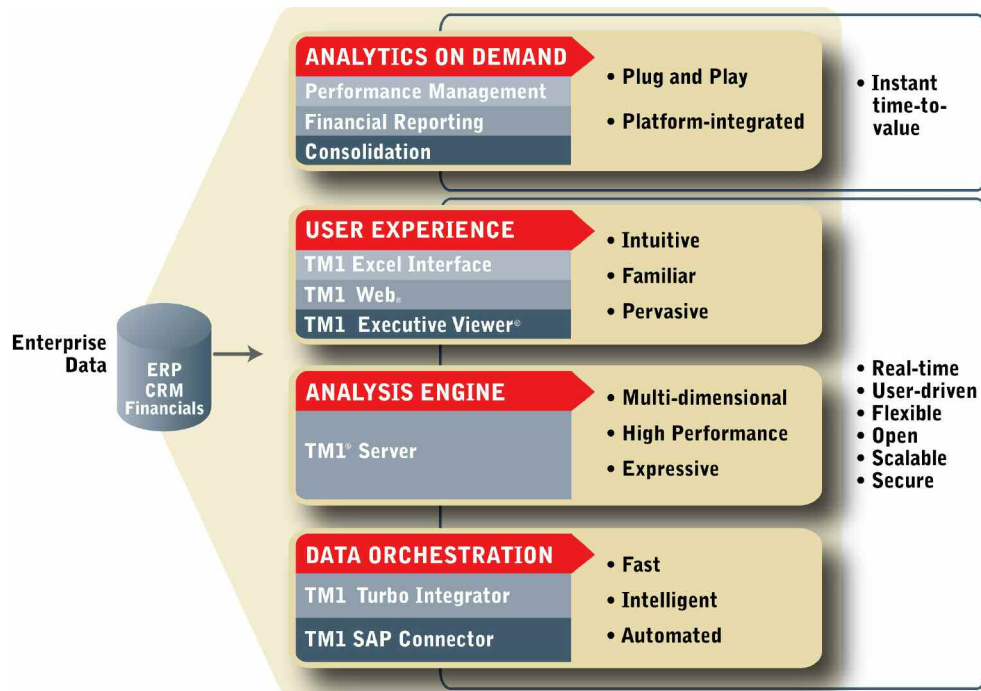 ANALYTICS ON DEMAND
Performance Management
Financial Reporting
Consolidation
• Plug and Play
• Platform-integrated
• Instant
time-to-
value
USER EXPERIENCE
TM1 Excel Interface
TM1 Web®
TM1 Executive Viewer®
• Intuitive
• Familiar
• Pervasive
Enterprise
Data
ERP
CRM
Financials
ANALYSIS ENGINE
TM1® Server
• Multi-dimensional
• High Performance
• Expressive
• Real-time
• User-driven
• Flexible
• Open
• Scalable
• Secure
DATA ORCHESTRATION
TM1 Turbo Integrator
TM1 SAP Connector
• Fast
• Intelligent
• Automated